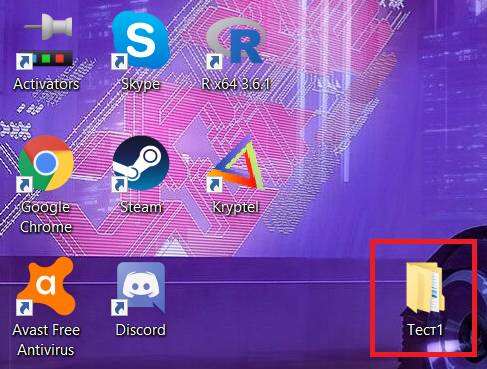 Activators
Skype
R x64 3.6.1
Google
Chrome
Steam
Kryptel
Avast Free
Antivirus
Discord
Тест1